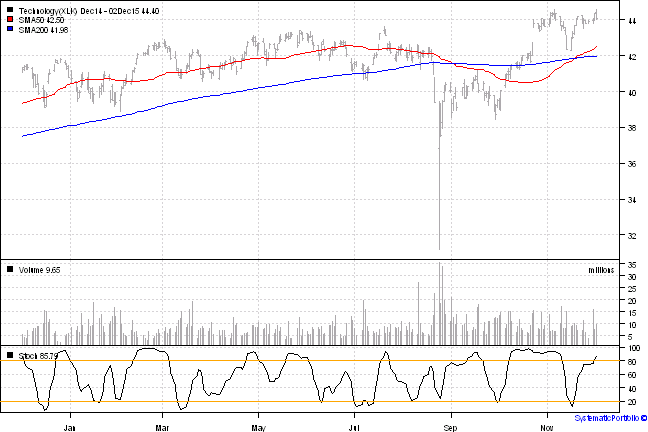 Technology(XLK) Dec14 - 02Dec15 44.40
SMA50 42.50
SMA200 41.98
44
42
40
38
36
34
32
Volume 9.65
millions
35
30
25
20
15
10
5
Stoch 85.79
100
80
60
40
20
Jan Mar May Jul Sep Nov
SystematicPortfolio ©